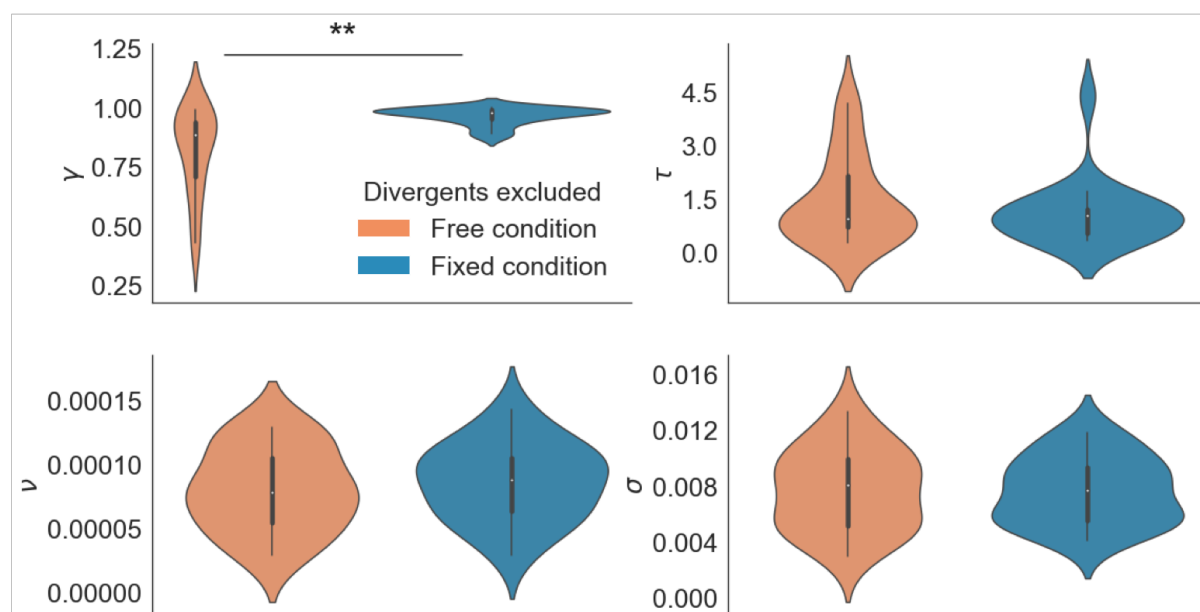 **
1.25
1.00
0.75
0.50
0.25
γ
Divergents excluded
Free condition
Fixed condition
4.5
3.0
1.5
0.0
τ
0.00015
0.00010
0.00005
0.00000
ν
0.016
0.012
0.008
0.004
0.000
σ